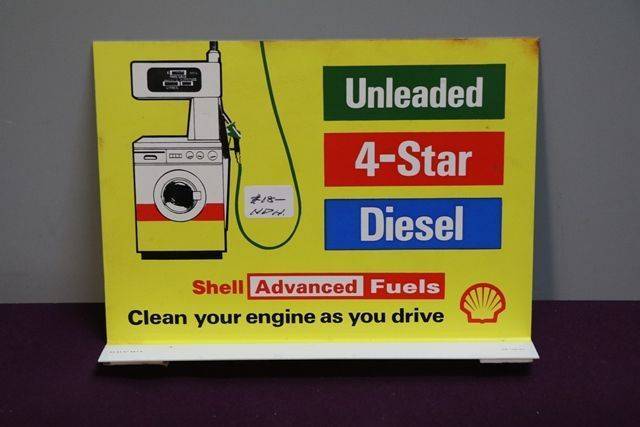 Unleaded
4-Star
Diesel
Shell Advanced Fuels
Clean your engine as you drive